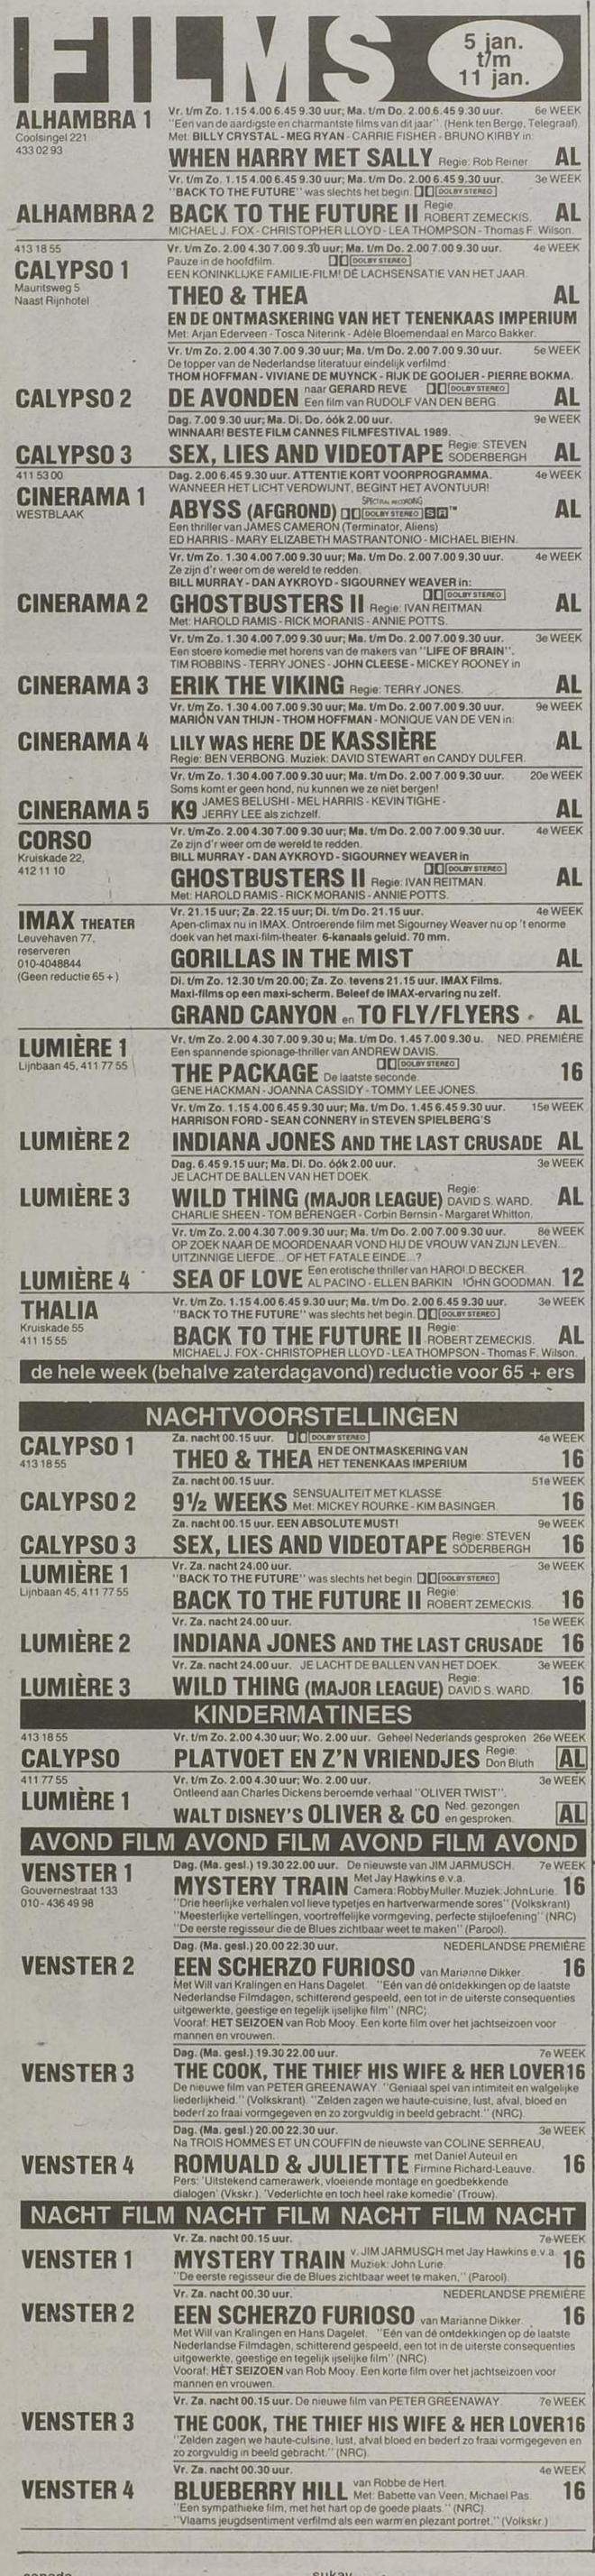 FILMS
5 jan.
t/m
11 jan.
Vr. t/m Zo. 1.15 4.00 6.45 9.30 uur; Ma. t/m Do. 2.00 6.45 9.30 uur. 6e WEEK
ALHAMBRA 1 "Een van de aardigste en charmantste films van dit jaar". (Henk ten Berge, Telegraaf).
Coolsingel 221 Met: BILLY CRYSTAL - MEG RYAN - CARRIE FISHER - BRUNO KIRBY in:
433 02 93
WHEN HARRY MET SALLY Regie: Rob Reiner AL
Vr. t/m Zo. 1.15 4.00 6.45 9.30 uur; Ma. t/m Do. 2.00 6.45 9.30 uur. 3e WEEK
"BACK TO THE FUTURE" was slechts het begin. DOLBY STEREO
ALHAMBRA 2 BACK TO THE FUTURE II Regie: ROBERT ZEMECKIS. AL
MICHAEL J. FOX - CHRISTOPHER LLOYD - LEA THOMPSON - Thomas F. Wilson.
413 18 55 Vr. t/m Zo. 2.00 4.30 7.00 9.30 uur; Ma. t/m Do. 2.00 7.00 9.30 uur. 4e WEEK
CALYPSO 1 Pauze in de hoofdfilm. DOLBY STEREO
Mauritsweg 5 EEN KONINKLIJKE FAMILIE-FILM! DÉ LACHSENSATIE VAN HET JAAR.
Naast Rijnhotel THEO & THEA AL
EN DE ONTMASKERING VAN HET TENENKAAS IMPERIUM
Met: Arjan Ederveen - Tosca Niterink - Adèle Bloemendaal en Marco Bakker.
Vr. t/m Zo. 2.00 4.30 7.00 9.30 uur; Ma. t/m Do. 2.00 7.00 9.30 uur. 5e WEEK
De topper van de Nederlandse literatuur eindelijk verfilmd:
THOM HOFFMAN - VIVIANE DE MUYNCK - RIJK DE GOOIJER - PIERRE BOKMA.
CALYPSO 2 DE AVONDEN naar GERARD REVE DOLBY STEREO AL
Een film van RUDOLF VAN DEN BERG.
Dag. 7.00 9.30 uur; Ma. Di. Do. óók 2.00 uur. 9e WEEK
WINNAAR! BESTE FILM CANNES FILMFESTIVAL 1989.
CALYPSO 3 SEX, LIES AND VIDEOTAPE Regie: STEVEN SODERBERGH AL
411 53 00 Dag. 2.00 6.45 9.30 uur. ATTENTIE KORT VOORPROGRAMMA. 4e WEEK
CINERAMA 1 WANNEER HET LICHT VERDWIJNT, BEGINT HET AVONTUUR!
WESTBLAAK SPECTRAL RECORDING
ABYSS (AFGROND) DOLBY STEREO SR™ AL
Een thriller van JAMES CAMERON (Terminator, Aliens)
ED HARRIS - MARY ELIZABETH MASTRANTONIO - MICHAEL BIEHN.
Vr. t/m Zo. 1.30 4.00 7.00 9.30 uur; Ma. t/m Do. 2.00 7.00 9.30 uur. 4e WEEK
Ze zijn d'r weer om de wereld te redden.
BILL MURRAY - DAN AYKROYD - SIGOURNEY WEAVER in:
DOLBY STEREO
CINERAMA 2 GHOSTBUSTERS II Regie: IVAN REITMAN. AL
Met: HAROLD RAMIS - RICK MORANIS - ANNIE POTTS.
Vr. t/m Zo. 1.30 4.00 7.00 9.30 uur; Ma. t/m Do. 2.00 7.00 9.30 uur. 3e WEEK
Een stoere komedie met horens van de makers van "LIFE OF BRAIN".
TIM ROBBINS - TERRY JONES - JOHN CLEESE - MICKEY ROONEY in
CINERAMA 3 ERIK THE VIKING Regie: TERRY JONES. AL
Vr. t/m Zo. 1.30 4.00 7.00 9.30 uur; Ma. t/m Do. 2.00 7.00 9.30 uur. 9e WEEK
MARION VAN THIJN - THOM HOFFMAN - MONIQUE VAN DE VEN in:
CINERAMA 4 LILY WAS HERE DE KASSIÈRE AL
Regie: BEN VERBONG. Muziek: DAVID STEWART en CANDY DULFER.
Vr. t/m Zo. 1.30 4.00 7.00 9.30 uur; Ma. t/m Do. 2.00 7.00 9.30 uur. 20e WEEK
Soms komt er geen hond, nu kunnen we ze niet bergen!
CINERAMA 5 K9 JAMES BELUSHI - MEL HARRIS - KEVIN TIGHE - JERRY LEE als zichzelf. AL
CORSO Vr. t/m Zo. 2.00 4.30 7.00 9.30 uur; Ma. t/m Do. 2.00 7.00 9.30 uur. 4e WEEK
Kruiskade 22, Ze zijn d'r weer om de wereld te redden.
412 11 10 BILL MURRAY - DAN AYKROYD - SIGOURNEY WEAVER in
DOLBY STEREO
GHOSTBUSTERS II Regie: IVAN REITMAN. AL
Met: HAROLD RAMIS - RICK MORANIS - ANNIE POTTS.
IMAX THEATER Vr. 21.15 uur; Za. 22.15 uur; Di. t/m Do. 21.15 uur. 4e WEEK
Leuvehaven 77, Apen-climax nu in IMAX. Ontroerende film met Sigourney Weaver nu op 't enorme
reserveren doek van het maxi-film-theater. 6-kanaals geluid. 70 mm.
010-4048844 GORILLAS IN THE MIST AL
(Geen reductie 65 +) Di. t/m Zo. 12.30 t/m 20.00; Za. Zo. tevens 21.15 uur. IMAX Films.
Maxi-films op een maxi-scherm. Beleef de IMAX-ervaring nu zelf.
GRAND CANYON en TO FLY/FLYERS AL
Vr. t/m Zo. 2.00 4.30 7.00 9.30 u; Ma. t/m Do. 1.45 7.00 9.30 u. NED. PREMIÈRE
LUMIÈRE 1 Een spannende spionage-thriller van ANDREW DAVIS.
Lijnbaan 45, 411 77 55 DOLBY STEREO
THE PACKAGE De laatste seconde. 16
GENE HACKMAN - JOANNA CASSIDY - TOMMY LEE JONES.
Vr. t/m Zo. 1.15 4.00 6.45 9.30 uur; Ma. t/m Do. 1.45 6.45 9.30 uur. 15e WEEK
HARRISON FORD - SEAN CONNERY in STEVEN SPIELBERG'S
LUMIÈRE 2 INDIANA JONES AND THE LAST CRUSADE AL
Dag. 6.45 9.15 uur; Ma. Di. Do. óók 2.00 uur. 3e WEEK
JE LACHT DE BALLEN VAN HET DOEK.
LUMIÈRE 3 WILD THING (MAJOR LEAGUE) Regie: DAVID S. WARD. AL
CHARLIE SHEEN - TOM BERENGER - Corbin Bernsin - Margaret Whitton.
Vr. t/m Zo. 2.00 4.30 7.00 9.30 uur; Ma. t/m Do. 2.00 7.00 9.30 uur. 8e WEEK
OP ZOEK NAAR DE MOORDENAAR VOND HIJ DE VROUW VAN ZIJN LEVEN...
UITZINNIGE LIEFDE... OF HET FATALE EINDE...?
LUMIÈRE 4 SEA OF LOVE Een erotische thriller van HAROLD BECKER. AL PACINO - ELLEN BARKIN JOHN GOODMAN. 12
THALIA Vr. t/m Zo. 1.15 4.00 6.45 9.30 uur; Ma. t/m Do. 2.00 6.45 9.30 uur. 3e WEEK
Kruiskade 55 "BACK TO THE FUTURE" was slechts het begin. DOLBY STEREO
411 15 55 BACK TO THE FUTURE II Regie: ROBERT ZEMECKIS. AL
MICHAEL J. FOX - CHRISTOPHER LLOYD - LEA THOMPSON - Thomas F. Wilson.
de hele week (behalve zaterdagavond) reductie voor 65 + ers
NACHTVOORSTELLINGEN
CALYPSO 1 Za. nacht 00.15 uur. DOLBY STEREO 4e WEEK
413 18 55 THEO & THEA EN DE ONTMASKERING VAN HET TENENKAAS IMPERIUM 16
Za. nacht 00.15 uur. 51e WEEK
CALYPSO 2 9½ WEEKS SENSUALITEIT MET KLASSE. Met: MICKEY ROURKE - KIM BASINGER. 16
Za. nacht 00.15 uur. EEN ABSOLUTE MUST! 9e WEEK
CALYPSO 3 SEX, LIES AND VIDEOTAPE Regie: STEVEN SÖDERBERGH 16
LUMIÈRE 1 Vr. Za. nacht 24.00 uur. 3e WEEK
Lijnbaan 45, 411 77 55 "BACK TO THE FUTURE" was slechts het begin. DOLBY STEREO
BACK TO THE FUTURE II Regie: ROBERT ZEMECKIS. 16
Vr. Za. nacht 24.00 uur. 15e WEEK
LUMIÈRE 2 INDIANA JONES AND THE LAST CRUSADE 16
Vr. Za. nacht 24.00 uur. JE LACHT DE BALLEN VAN HET DOEK. 3e WEEK
LUMIÈRE 3 WILD THING (MAJOR LEAGUE) Regie: DAVID S. WARD. 16
KINDERMATINEES
413 18 55 Vr. t/m Zo. 2.00 4.30 uur; Wo. 2.00 uur. Geheel Nederlands gesproken 26e WEEK
CALYPSO PLATVOET EN Z'N VRIENDJES Regie: Don Bluth AL
411 77 55 Vr. t/m Zo. 2.00 4.30 uur; Wo. 2.00 uur. 3e WEEK
LUMIÈRE 1 Ontleend aan Charles Dickens beroemde verhaal "OLIVER TWIST".
WALT DISNEY'S OLIVER & CO Ned. gezongen en gesproken. AL
AVOND FILM AVOND FILM AVOND FILM AVOND
VENSTER 1 Dag. (Ma. gesl.) 19.30 22.00 uur. De nieuwste van JIM JARMUSCH. 7e WEEK
Gouvernestraat 133 MYSTERY TRAIN Met Jay Hawkins e.v.a. Camera: Robby Muller. Muziek: John Lurie. 16
010 - 436 49 98 "Drie heerlijke verhalen vol lieve typetjes en hartverwarmende sores" (Volkskrant)
"Meesterlijke vertellingen, voortreffelijke vormgeving, perfecte stijloefening" (NRC)
"De eerste regisseur die de Blues zichtbaar weet te maken" (Parool).
Dag. (Ma. gesl.) 20.00 22.30 uur. NEDERLANDSE PREMIÈRE
VENSTER 2 EEN SCHERZO FURIOSO van Marianne Dikker. 16
Met Will van Kralingen en Hans Dagelet. "Eén van dé ontdekkingen op de laatste
Nederlandse Filmdagen, schitterend gespeeld, een tot in de uiterste consequenties
uitgewerkte, geestige en tegelijk ijselijke film" (NRC).
Vooraf: HET SEIZOEN van Rob Mooy. Een korte film over het jachtseizoen voor
mannen en vrouwen.
Dag. (Ma. gesl.) 19.30 22.00 uur. 7e WEEK
VENSTER 3 THE COOK, THE THIEF HIS WIFE & HER LOVER 16
De nieuwe film van PETER GREENAWAY. "Geniaal spel van intimiteit en walgelijke
liederlijkheid." (Volkskrant). "Zelden zagen we haute-cuisine, lust, afval, bloed en
bederf zo fraai vormgegeven en zo zorgvuldig in beeld gebracht." (NRC).
Dag. (Ma. gesl.) 20.00 22.30 uur. 3e WEEK
Na TROIS HOMMES ET UN COUFFIN de nieuwste van COLINE SERREAU,
VENSTER 4 ROMUALD & JULIETTE met Daniel Auteuil en Firmine Richard-Leauve. 16
Pers: 'Uitstekend camerawerk, vloeiende montage en goedbekkende
dialogen' (Vkskr.). 'Vederlichte en toch heel rake komedie' (Trouw).
NACHT FILM NACHT FILM NACHT FILM NACHT
Vr. Za. nacht 00.15 uur. 7e WEEK
VENSTER 1 MYSTERY TRAIN v. JIM JARMUSCH met Jay Hawkins e.v.a. Muziek: John Lurie. 16
"De eerste regisseur die de Blues zichtbaar weet te maken," (Parool).
Vr. Za. nacht 00.30 uur. NEDERLANDSE PREMIÈRE
VENSTER 2 EEN SCHERZO FURIOSO van Marianne Dikker. 16
Met Will van Kralingen en Hans Dagelet. "Eén van dé ontdekkingen op de laatste
Nederlandse Filmdagen, schitterend gespeeld, een tot in de uiterste consequenties
uitgewerkte, geestige en tegelijk ijselijke film" (NRC).
Vooraf: HÉT SEIZOEN van Rob Mooy. Een korte film over het jachtseizoen voor
mannen en vrouwen.
Vr. Za. nacht 00.15 uur. De nieuwe film van PETER GREENAWAY. 7e WEEK
VENSTER 3 THE COOK, THE THIEF HIS WIFE & HER LOVER 16
"Zelden zagen we haute-cuisine, lust, afval bloed en bederf zo fraai vormgegeven en
zo zorgvuldig in beeld gebracht." (NRC).
Vr. Za. nacht 00.30 uur. 4e WEEK
VENSTER 4 BLUEBERRY HILL van Robbe de Hert. Met: Babette van Veen, Michael Pas. 16
"Een sympathieke film, met het hart op de goede plaats." (NRC).
"Vlaams jeugdsentiment verfilmd als een warm en plezant portret." (Volkskr.)